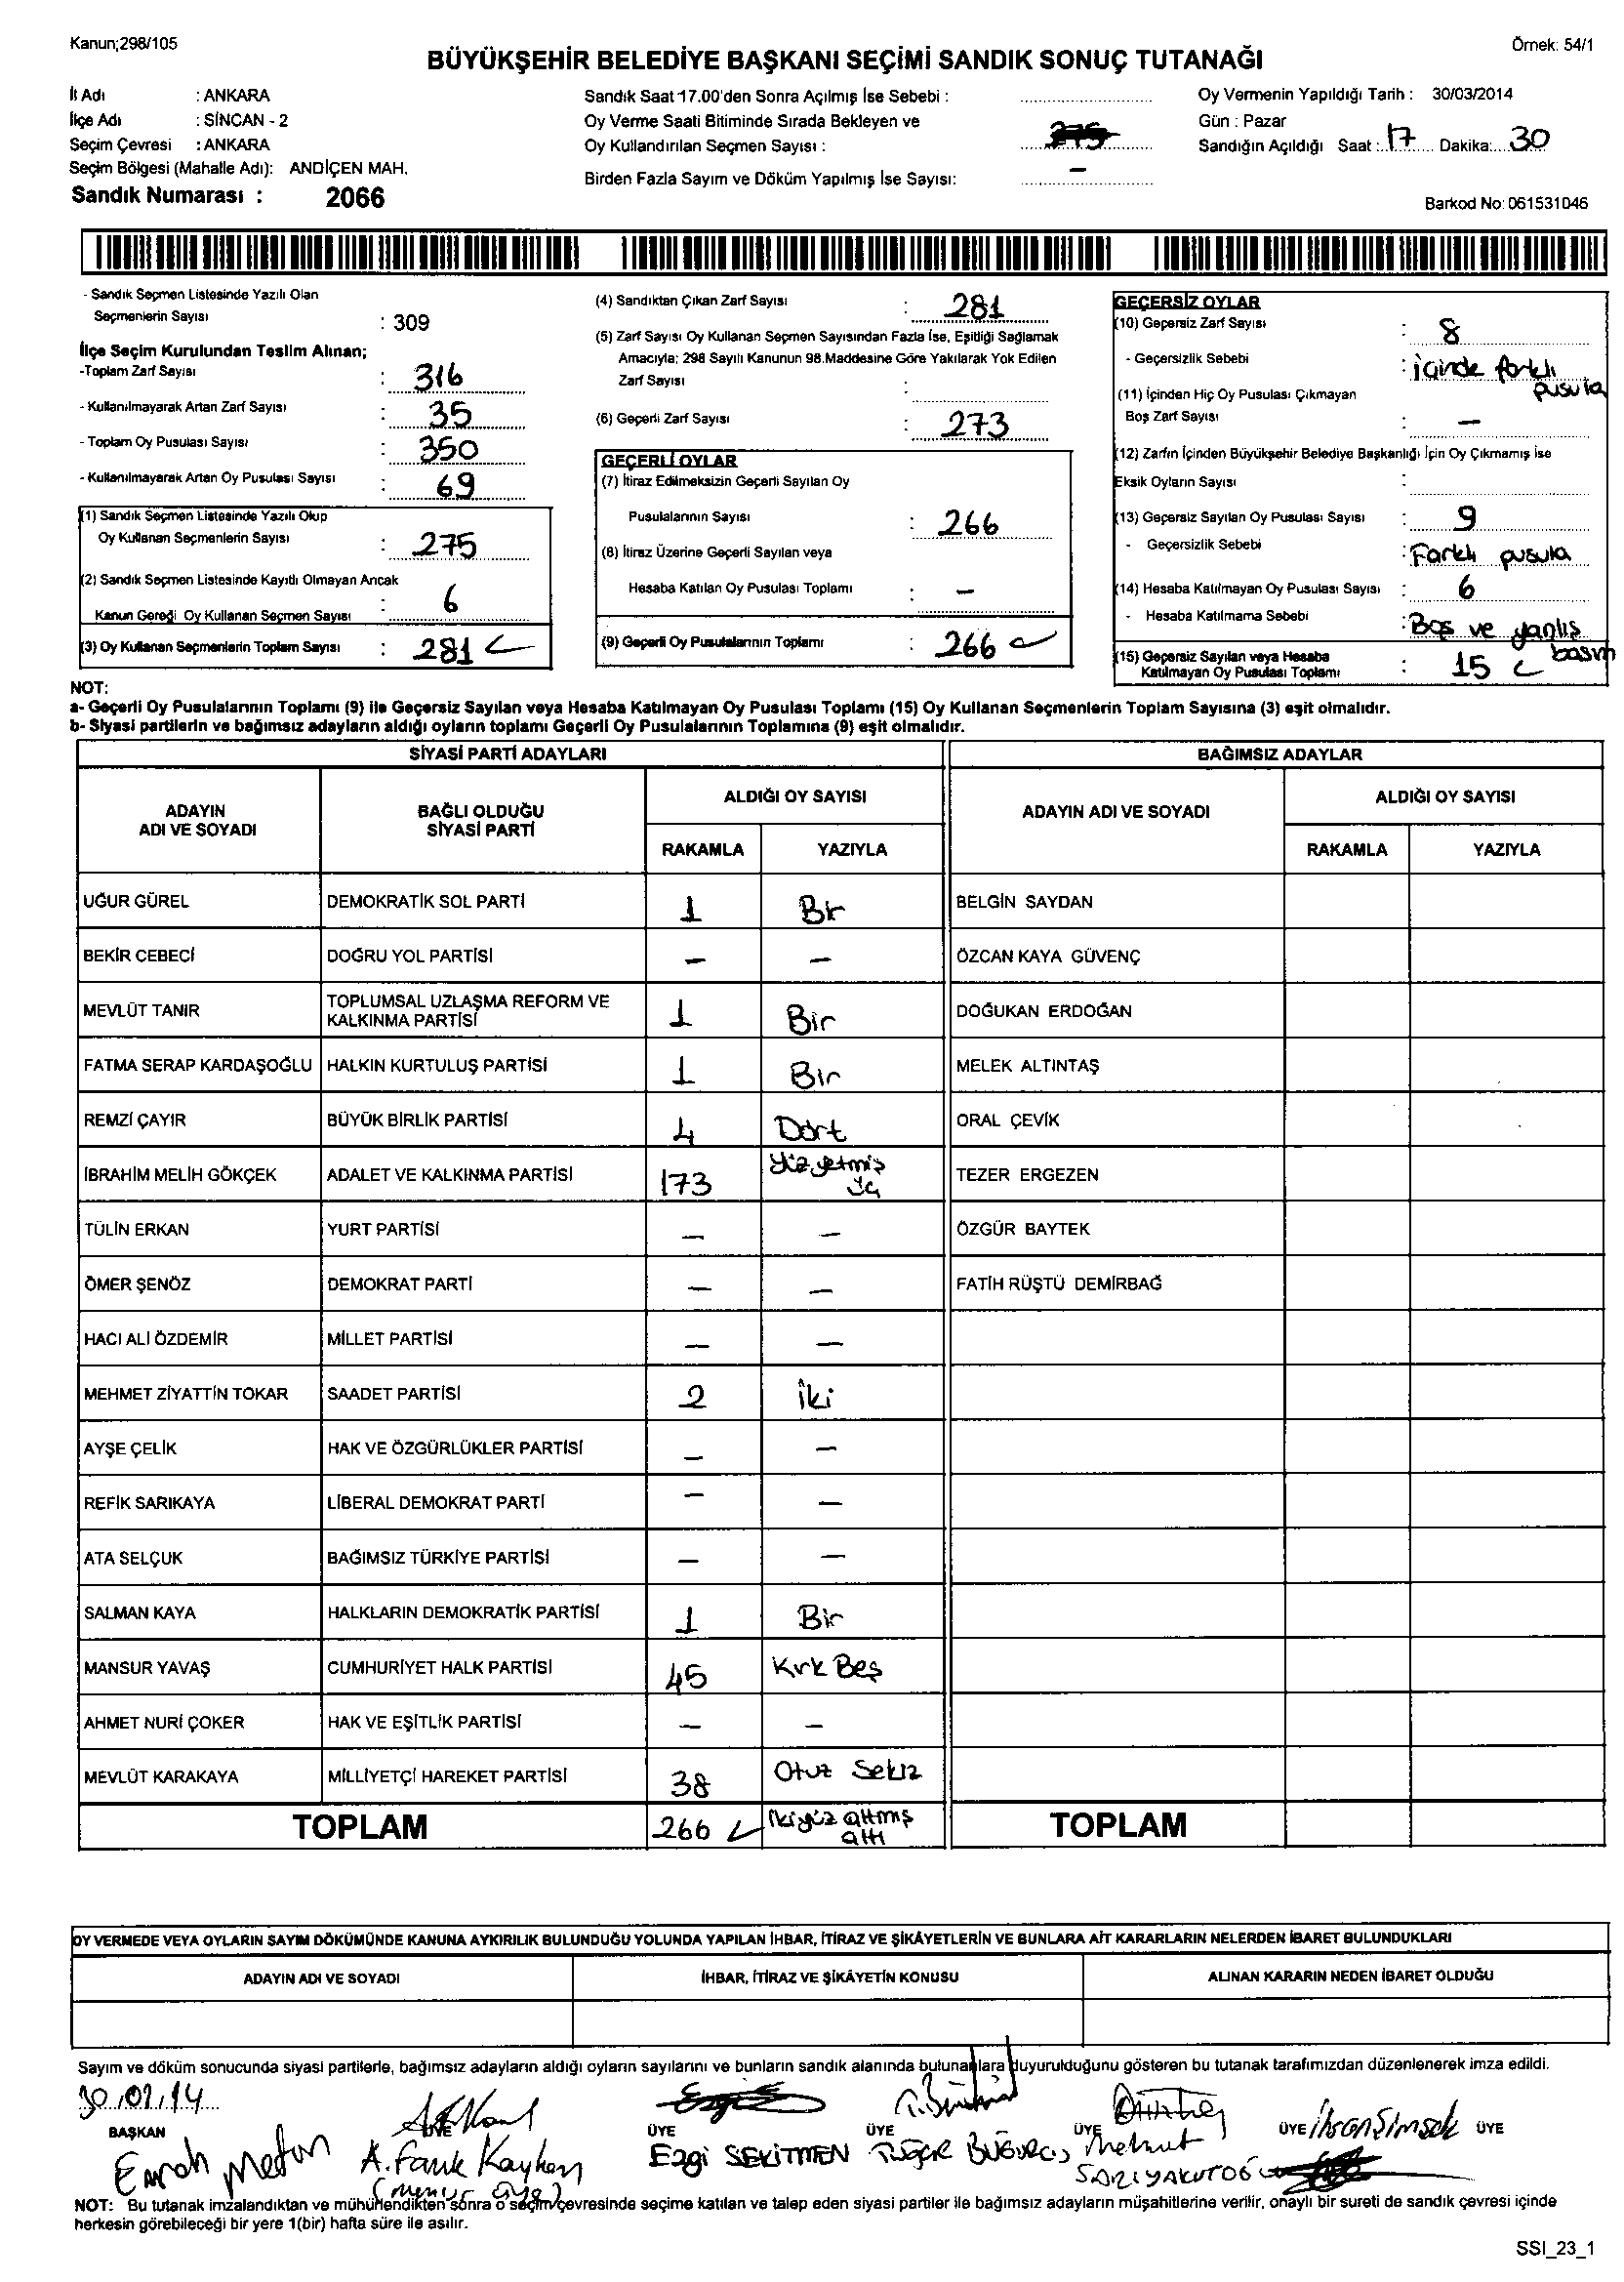 Kanun;298/105
Örnek: 54/1
BÜYÜKŞEHİR BELEDİYE BAŞKANI SEÇİMİ SANDIK SONUÇ TUTANAĞI
İl Adı : ANKARA
İlçe Adı : SİNCAN - 2
Seçim Çevresi : ANKARA
Seçim Bölgesi (Mahalle Adı): ANDİÇEN MAH.
Sandık Numarası : 2066
Sandık Saat 17.00'den Sonra Açılmış İse Sebebi :
Oy Verme Saati Bitiminde Sırada Bekleyen ve
Oy Kullandırılan Seçmen Sayısı :
Birden Fazla Sayım ve Döküm Yapılmış İse Sayısı: –
Oy Vermenin Yapıldığı Tarih : 30/03/2014
Gün : Pazar
Sandığın Açıldığı Saat : 17 Dakika: 30
Barkod No: 061531046
- Sandık Seçmen Listesinde Yazılı Olan
Seçmenlerin Sayısı : 309
İlçe Seçim Kurulundan Teslim Alınan;
-Toplam Zarf Sayısı : 316
- Kullanılmayarak Artan Zarf Sayısı : 35
- Toplam Oy Pusulası Sayısı : 350
- Kullanılmayarak Artan Oy Pusulası Sayısı : 69
(1) Sandık Seçmen Listesinde Yazılı Olup
Oy Kullanan Seçmenlerin Sayısı : 275
(2) Sandık Seçmen Listesinde Kayıtlı Olmayan Ancak
Kanun Gereği Oy Kullanan Seçmen Sayısı : 6
(3) Oy Kullanan Seçmenlerin Toplam Sayısı : 281
(4) Sandıktan Çıkan Zarf Sayısı : 281
(5) Zarf Sayısı Oy Kullanan Seçmen Sayısından Fazla İse, Eşitliği Sağlamak
Amacıyla; 298 Sayılı Kanunun 98.Maddesine Göre Yakılarak Yok Edilen
Zarf Sayısı :
(6) Geçerli Zarf Sayısı : 273
GEÇERLİ OYLAR
(7) İtiraz Edilmeksizin Geçerli Sayılan Oy
Pusulalarının Sayısı : 266
(8) İtiraz Üzerine Geçerli Sayılan veya
Hesaba Katılan Oy Pusulası Toplamı : –
(9) Geçerli Oy Pusulalarının Toplamı : 266
GEÇERSİZ OYLAR
(10) Geçersiz Zarf Sayısı : 8
- Geçersizlik Sebebi : içinde farklı
pusula
(11) İçinden Hiç Oy Pusulası Çıkmayan
Boş Zarf Sayısı : –
(12) Zarfın İçinden Büyükşehir Belediye Başkanlığı İçin Oy Çıkmamış ise
Eksik Oyların Sayısı :
(13) Geçersiz Sayılan Oy Pusulası Sayısı : 9
- Geçersizlik Sebebi : Farklı pusula
(14) Hesaba Katılmayan Oy Pusulası Sayısı : 6
- Hesaba Katılmama Sebebi : Boş ve yanlış
basım
(15) Geçersiz Sayılan veya Hesaba
Katılmayan Oy Pusulası Toplamı : 15
NOT:
a- Geçerli Oy Pusulalarının Toplamı (9) ile Geçersiz Sayılan veya Hesaba Katılmayan Oy Pusulası Toplamı (15) Oy Kullanan Seçmenlerin Toplam Sayısına (3) eşit olmalıdır.
b- Siyasi partilerin ve bağımsız adayların aldığı oyların toplamı Geçerli Oy Pusulalarının Toplamına (9) eşit olmalıdır.
SİYASİ PARTİ ADAYLARI BAĞIMSIZ ADAYLAR
ADAYIN
ADI VE SOYADI
BAĞLI OLDUĞU
SİYASİ PARTİ
ALDIĞI OY SAYISI
RAKAMLA YAZIYLA
ADAYIN ADI VE SOYADI
ALDIĞI OY SAYISI
RAKAMLA YAZIYLA
UĞUR GÜREL DEMOKRATİK SOL PARTİ 1 Bir BELGİN SAYDAN
BEKİR CEBECİ DOĞRU YOL PARTİSİ – – ÖZCAN KAYA GÜVENÇ
MEVLÜT TANIR TOPLUMSAL UZLAŞMA REFORM VE
KALKINMA PARTİSİ 1 Bir DOĞUKAN ERDOĞAN
FATMA SERAP KARDAŞOĞLU HALKIN KURTULUŞ PARTİSİ 1 Bir MELEK ALTINTAŞ
REMZİ ÇAYIR BÜYÜK BİRLİK PARTİSİ 4 Dört ORAL ÇEVİK
İBRAHİM MELİH GÖKÇEK ADALET VE KALKINMA PARTİSİ 173 Yüz yetmiş
üç TEZER ERGEZEN
TÜLİN ERKAN YURT PARTİSİ – – ÖZGÜR BAYTEK
ÖMER ŞENÖZ DEMOKRAT PARTİ – – FATİH RÜŞTÜ DEMİRBAĞ
HACI ALİ ÖZDEMİR MİLLET PARTİSİ – –
MEHMET ZİYATTİN TOKAR SAADET PARTİSİ 2 İki
AYŞE ÇELİK HAK VE ÖZGÜRLÜKLER PARTİSİ – –
REFİK SARIKAYA LİBERAL DEMOKRAT PARTİ – –
ATA SELÇUK BAĞIMSIZ TÜRKİYE PARTİSİ – –
SALMAN KAYA HALKLARIN DEMOKRATİK PARTİSİ 1 Bir
MANSUR YAVAŞ CUMHURİYET HALK PARTİSİ 45 Kırk Beş
AHMET NURİ ÇOKER HAK VE EŞİTLİK PARTİSİ – –
MEVLÜT KARAKAYA MİLLİYETÇİ HAREKET PARTİSİ 38 Otuz Sekiz
TOPLAM 266 İkiyüz altmış
altı TOPLAM
OY VERMEDE VEYA OYLARIN SAYIM DÖKÜMÜNDE KANUNA AYKIRILIK BULUNDUĞU YOLUNDA YAPILAN İHBAR, İTİRAZ VE ŞİKÂYETLERİN VE BUNLARA AİT KARARLARIN NELERDEN İBARET BULUNDUKLARI
ADAYIN ADI VE SOYADI İHBAR, İTİRAZ VE ŞİKÂYETİN KONUSU ALINAN KARARIN NEDEN İBARET OLDUĞU
Sayım ve döküm sonucunda siyasi partilerle, bağımsız adayların aldığı oyların sayılarını ve bunların sandık alanında bulunanlara duyurulduğunu gösteren bu tutanak tarafımızdan düzenlenerek imza edildi.
BAŞKAN ÜYE ÜYE ÜYE ÜYE ÜYE ÜYE
Ezgi SEKİTMEN Mehmet
NOT: Bu tutanak imzalandıktan ve mühürlendikten sonra o seçim çevresinde seçime katılan ve talep eden siyasi partiler ile bağımsız adayların müşahitlerine verilir, onaylı bir sureti de sandık çevresi içinde
herkesin görebileceği bir yere 1(bir) hafta süre ile asılır.
SSI_23_1